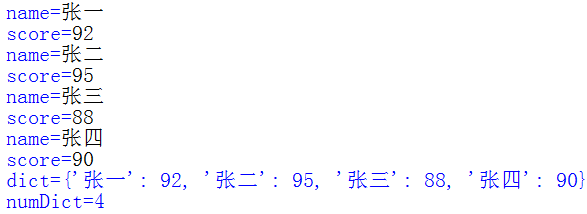 name=张一
score=92
name=张二
score=95
name=张三
score=88
name=张四
score=90
dict={'张一': 92, '张二': 95, '张三': 88, '张四': 90}
numDict=4